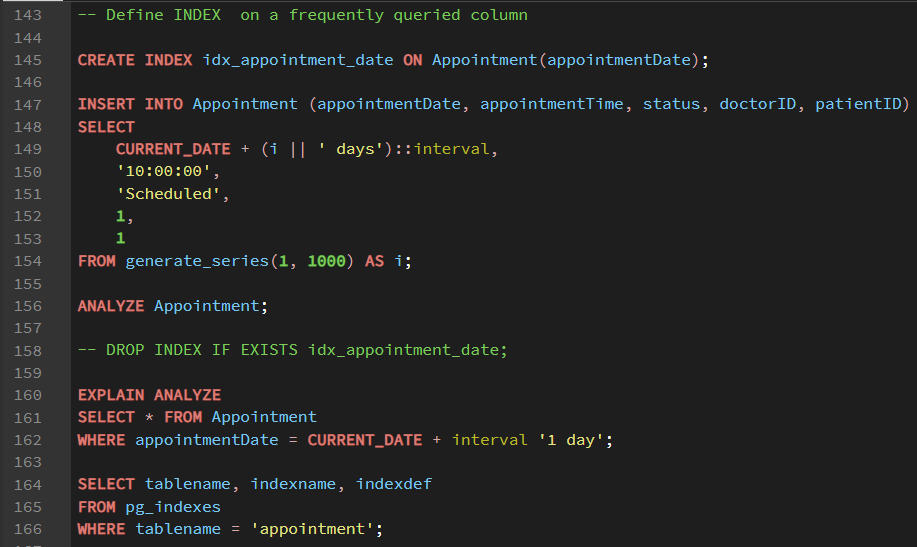 143 -- Define INDEX  on a frequently queried column
144
145 CREATE INDEX idx_appointment_date ON Appointment(appointmentDate);
146
147 INSERT INTO Appointment (appointmentDate, appointmentTime, status, doctorID, patientID)
148 SELECT
149     CURRENT_DATE + (i || ' days')::interval,
150     '10:00:00',
151     'Scheduled',
152     1,
153     1
154 FROM generate_series(1, 1000) AS i;
155
156 ANALYZE Appointment;
157
158 -- DROP INDEX IF EXISTS idx_appointment_date;
159
160 EXPLAIN ANALYZE
161 SELECT * FROM Appointment
162 WHERE appointmentDate = CURRENT_DATE + interval '1 day';
163
164 SELECT tablename, indexname, indexdef
165 FROM pg_indexes
166 WHERE tablename = 'appointment';